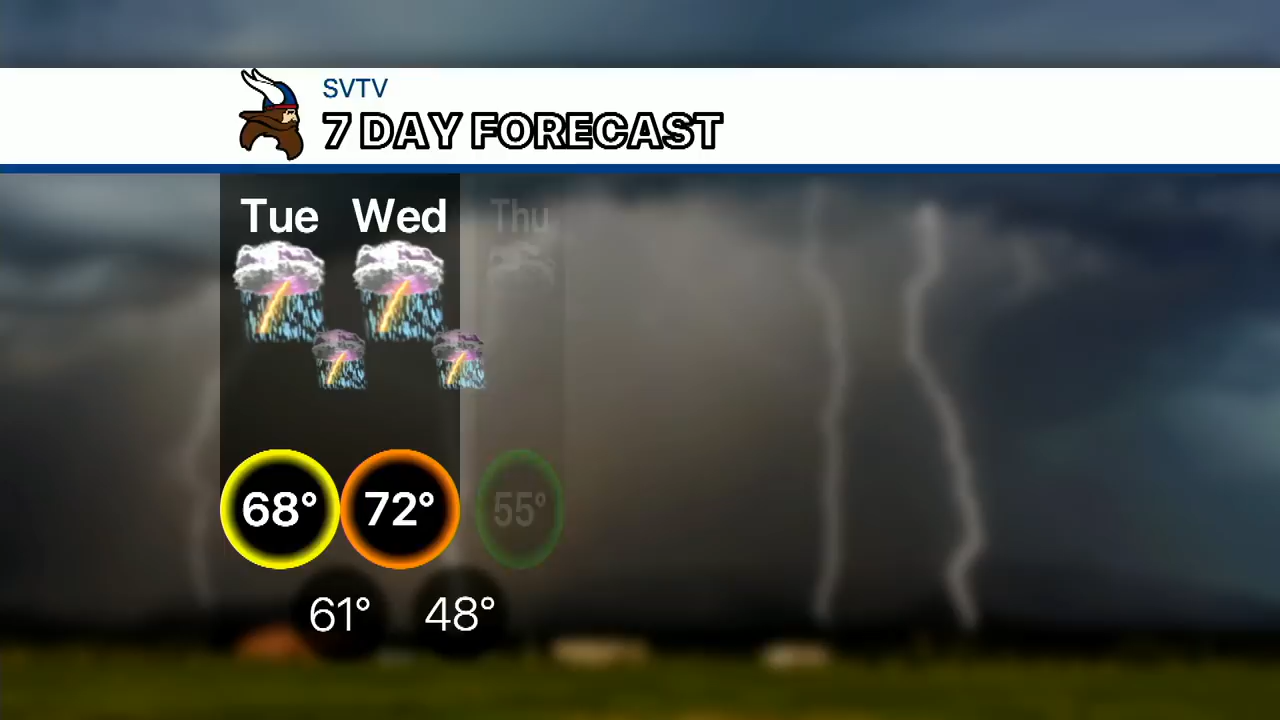 SVTV
7 DAY FORECAST
Tue Wed Thu
68° 72° 55°
61° 48°